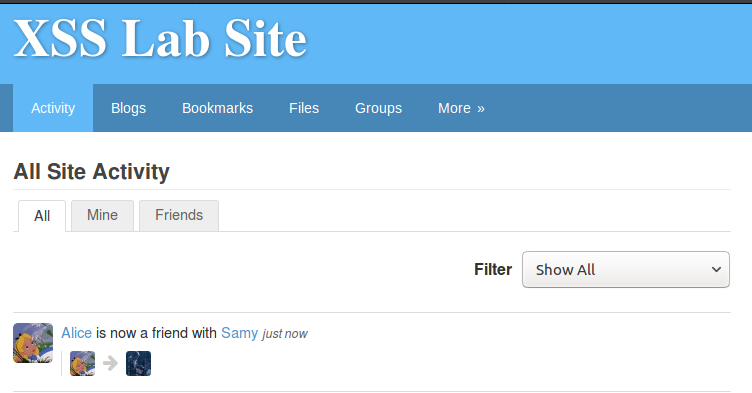 XSS Lab Site
Activity Blogs Bookmarks Files Groups More »
All Site Activity
All Mine Friends
Filter Show All
Alice is now a friend with Samy just now